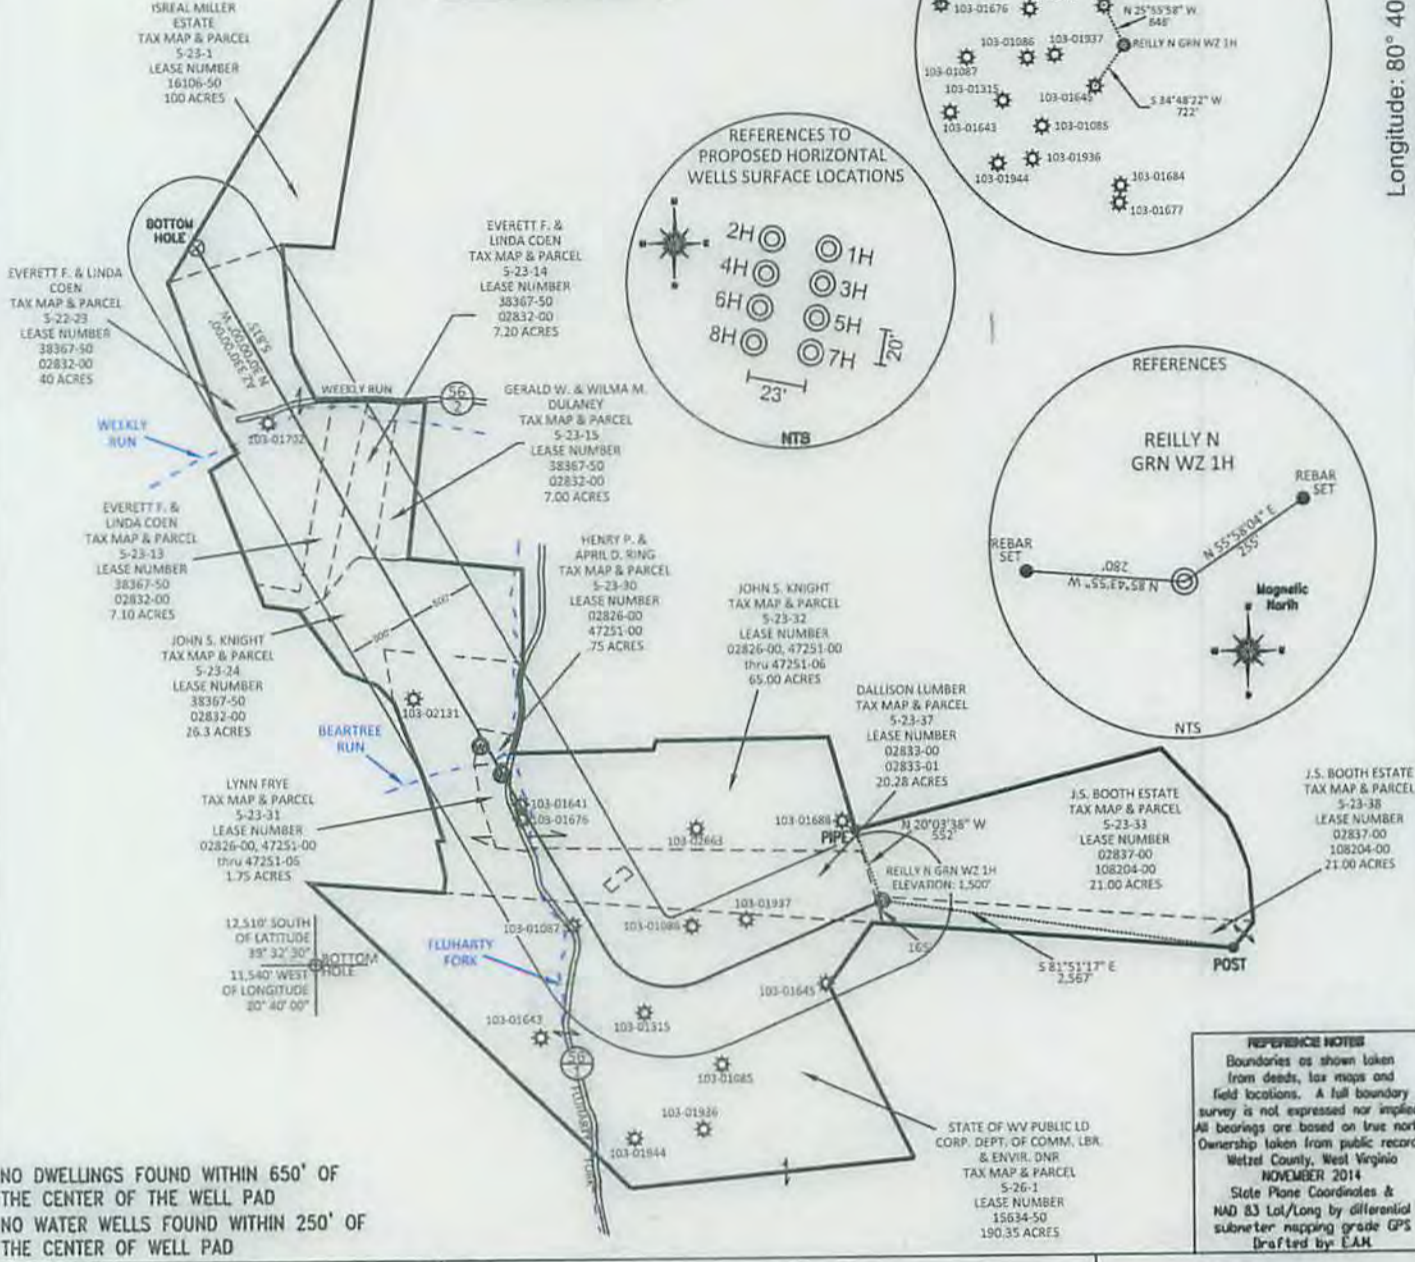 ISREAL MILLER
ESTATE
TAX MAP & PARCEL
5-23-1
LEASE NUMBER
16106-50
100 ACRES
103-01676
N 25°55'58" W
648'
103-01086
103-01937
REILLY N GRN WZ 1H
103-01087
103-01315
103-01645
S 34°48'22" W
722'
103-01643
103-01085
103-01936
103-01944
103-01684
103-01677
Longitude: 80° 40
REFERENCES TO
PROPOSED HORIZONTAL
WELLS SURFACE LOCATIONS
2H
1H
4H
3H
6H
5H
8H
7H
20'
23'
NTS
BOTTOM
HOLE
EVERETT F. & LINDA
COEN
TAX MAP & PARCEL
5-22-23
LEASE NUMBER
38367-50
02832-00
40 ACRES
EVERETT F. &
LINDA COEN
TAX MAP & PARCEL
5-23-14
LEASE NUMBER
38367-50
02832-00
7.20 ACRES
AZ 330°00'00"
N 30°00'00" W
5,815'
WEEKLY RUN
56
2
103-01702
WEEKLY
RUN
GERALD W. & WILMA M.
DULANEY
TAX MAP & PARCEL
5-23-15
LEASE NUMBER
38367-50
02832-00
7.00 ACRES
REFERENCES
REILLY N
GRN WZ 1H
REBAR
SET
N 55°58'04" E
255'
REBAR
SET
280'
N 85°43'55" W
Magnetic
North
NTS
EVERETT F. &
LINDA COEN
TAX MAP & PARCEL
5-23-13
LEASE NUMBER
38367-50
02832-00
7.10 ACRES
HENRY P. &
APRIL D. RING
TAX MAP & PARCEL
5-23-30
LEASE NUMBER
02826-00
47251-00
.75 ACRES
500'
500'
JOHN S. KNIGHT
TAX MAP & PARCEL
5-23-24
LEASE NUMBER
38367-50
02832-00
26.3 ACRES
103-02131
BEARTREE
RUN
JOHN S. KNIGHT
TAX MAP & PARCEL
5-23-32
LEASE NUMBER
02826-00, 47251-00
thru 47251-06
65.00 ACRES
DALLISON LUMBER
TAX MAP & PARCEL
5-23-37
LEASE NUMBER
02833-00
02833-01
20.28 ACRES
LYNN FRYE
TAX MAP & PARCEL
5-23-31
LEASE NUMBER
02826-00, 47251-00
thru 47251-06
1.75 ACRES
103-01641
103-01676
103-02663
103-01688
PIPE
N 20°03'38" W
552'
REILLY N GRN WZ 1H
ELEVATION: 1,500'
J.S. BOOTH ESTATE
TAX MAP & PARCEL
5-23-33
LEASE NUMBER
02837-00
108204-00
21.00 ACRES
J.S. BOOTH ESTATE
TAX MAP & PARCEL
5-23-38
LEASE NUMBER
02837-00
108204-00
21.00 ACRES
12,510' SOUTH
OF LATITUDE
39° 32' 30"
11,540' WEST
OF LONGITUDE
80° 40' 00"
BOTTOM
HOLE
FLUHARTY
FORK
103-01087
103-01086
103-01937
165'
S 81°51'17" E
2,567'
POST
103-01643
103-01315
103-01645
103-01085
103-01936
103-01944
56
1
FLUHARTY FORK
STATE OF WV PUBLIC LD
CORP. DEPT. OF COMM. LBR.
& ENVIR. DNR
TAX MAP & PARCEL
5-26-1
LEASE NUMBER
15634-50
190.35 ACRES
REFERENCE NOTES
Boundaries as shown taken
from deeds, tax maps and
field locations. A full boundary
survey is not expressed nor implied
All bearings are based on true nort
Ownership taken from public record
Wetzel County, West Virginia
NOVEMBER 2014
State Plane Coordinates &
NAD 83 Lat/Long by differential
submeter mapping grade GPS
Drafted by: E.A.H.
NO DWELLINGS FOUND WITHIN 650' OF
THE CENTER OF THE WELL PAD
NO WATER WELLS FOUND WITHIN 250' OF
THE CENTER OF WELL PAD